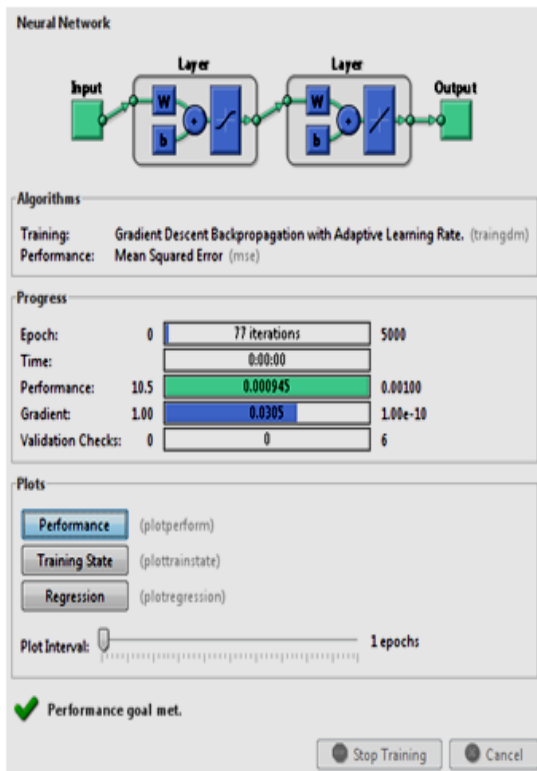 Neural Network
Layer Layer
Input Output
W W
b b
+ +
Algorithms
Training: Gradient Descent Backpropagation with Adaptive Learning Rate. (traingdm)
Performance: Mean Squared Error (mse)
Progress
Epoch: 0 77 iterations 5000
Time: 0:00:00
Performance: 10.5 0.000945 0.00100
Gradient: 1.00 0.0305 1.00e-10
Validation Checks: 0 0 6
Plots
Performance (plotperform)
Training State (plottrainstate)
Regression (plotregression)
Plot Interval: 1 epochs
Performance goal met.
Stop Training Cancel